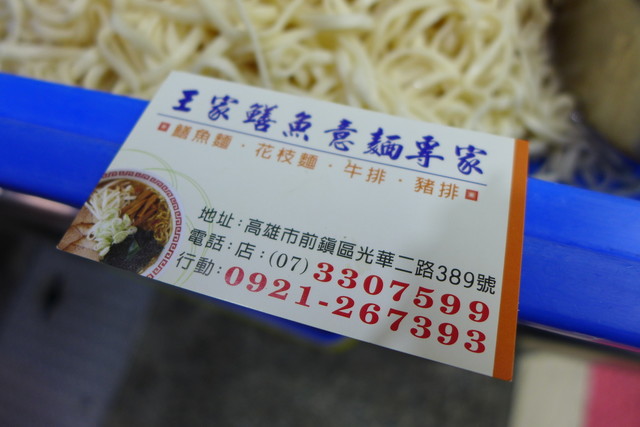 王家鱔魚意麵專家
鱔魚麵·花枝麵·牛排·豬排
地址:高雄市前鎮區光華二路389號
電話:店:(07)3307599
行動:0921-267393